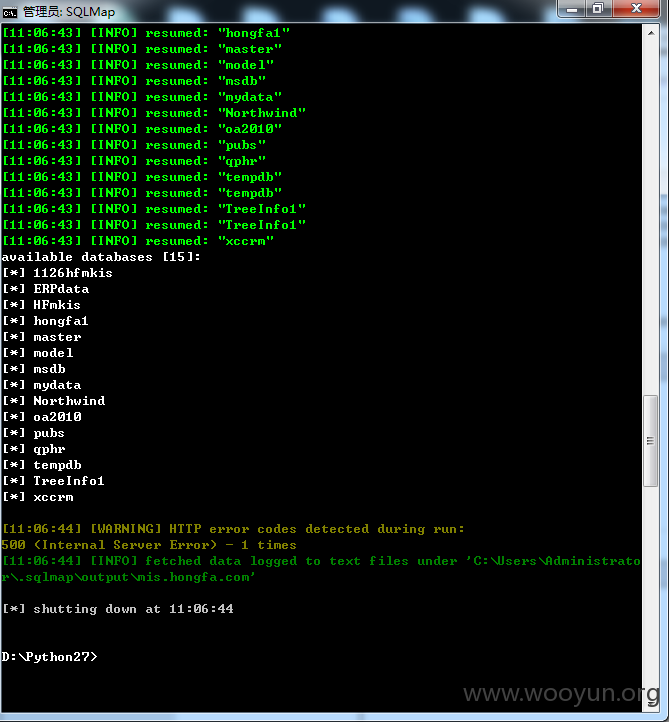 管理员: SQLMap
[11:06:43] [INFO] resumed: "hongfa1"
[11:06:43] [INFO] resumed: "master"
[11:06:43] [INFO] resumed: "model"
[11:06:43] [INFO] resumed: "msdb"
[11:06:43] [INFO] resumed: "mydata"
[11:06:43] [INFO] resumed: "Northwind"
[11:06:43] [INFO] resumed: "oa2010"
[11:06:43] [INFO] resumed: "pubs"
[11:06:43] [INFO] resumed: "qphr"
[11:06:43] [INFO] resumed: "tempdb"
[11:06:43] [INFO] resumed: "tempdb"
[11:06:43] [INFO] resumed: "TreeInfo1"
[11:06:43] [INFO] resumed: "TreeInfo1"
[11:06:43] [INFO] resumed: "xccrm"
available databases [15]:
[*] 1126hfmkis
[*] ERPdata
[*] HFmkis
[*] hongfa1
[*] master
[*] model
[*] msdb
[*] mydata
[*] Northwind
[*] oa2010
[*] pubs
[*] qphr
[*] tempdb
[*] TreeInfo1
[*] xccrm
[11:06:44] [WARNING] HTTP error codes detected during run:
500 (Internal Server Error) - 1 times
[11:06:44] [INFO] fetched data logged to text files under 'C:\Users\Administrato
r\.sqlmap\output\mis.hongfa.com'
[*] shutting down at 11:06:44
D:\Python27>
www.wooyun.org